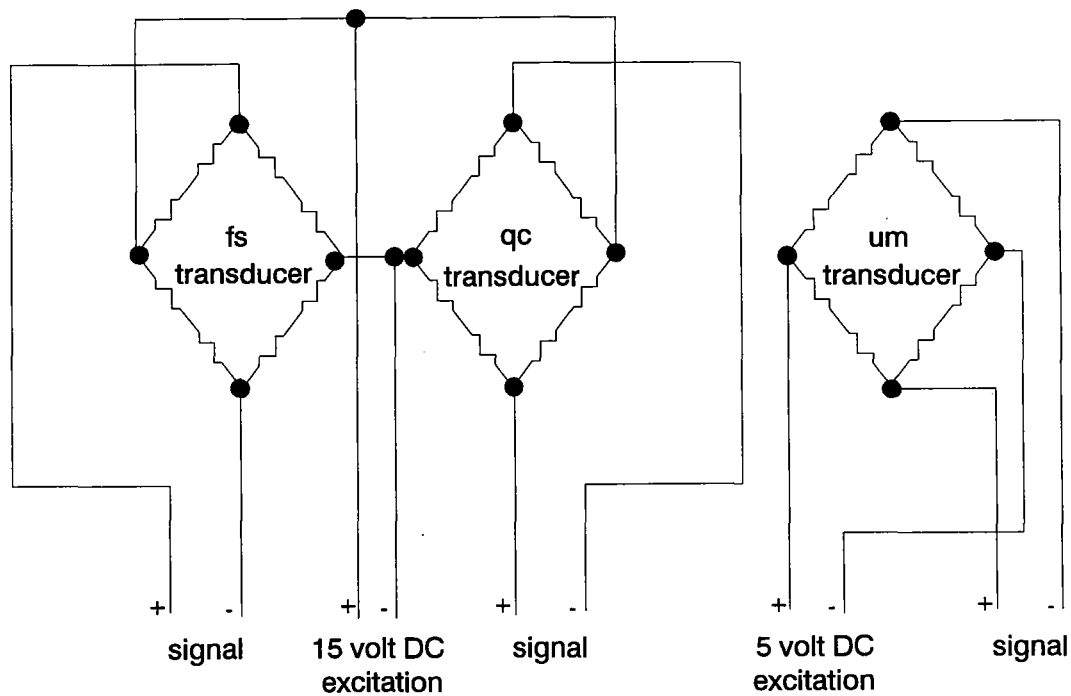 fs
transducer
qc
transducer
um
transducer
+ - + - + - + - + -
signal
15 volt DC
excitation
signal
5 volt DC
excitation
signal